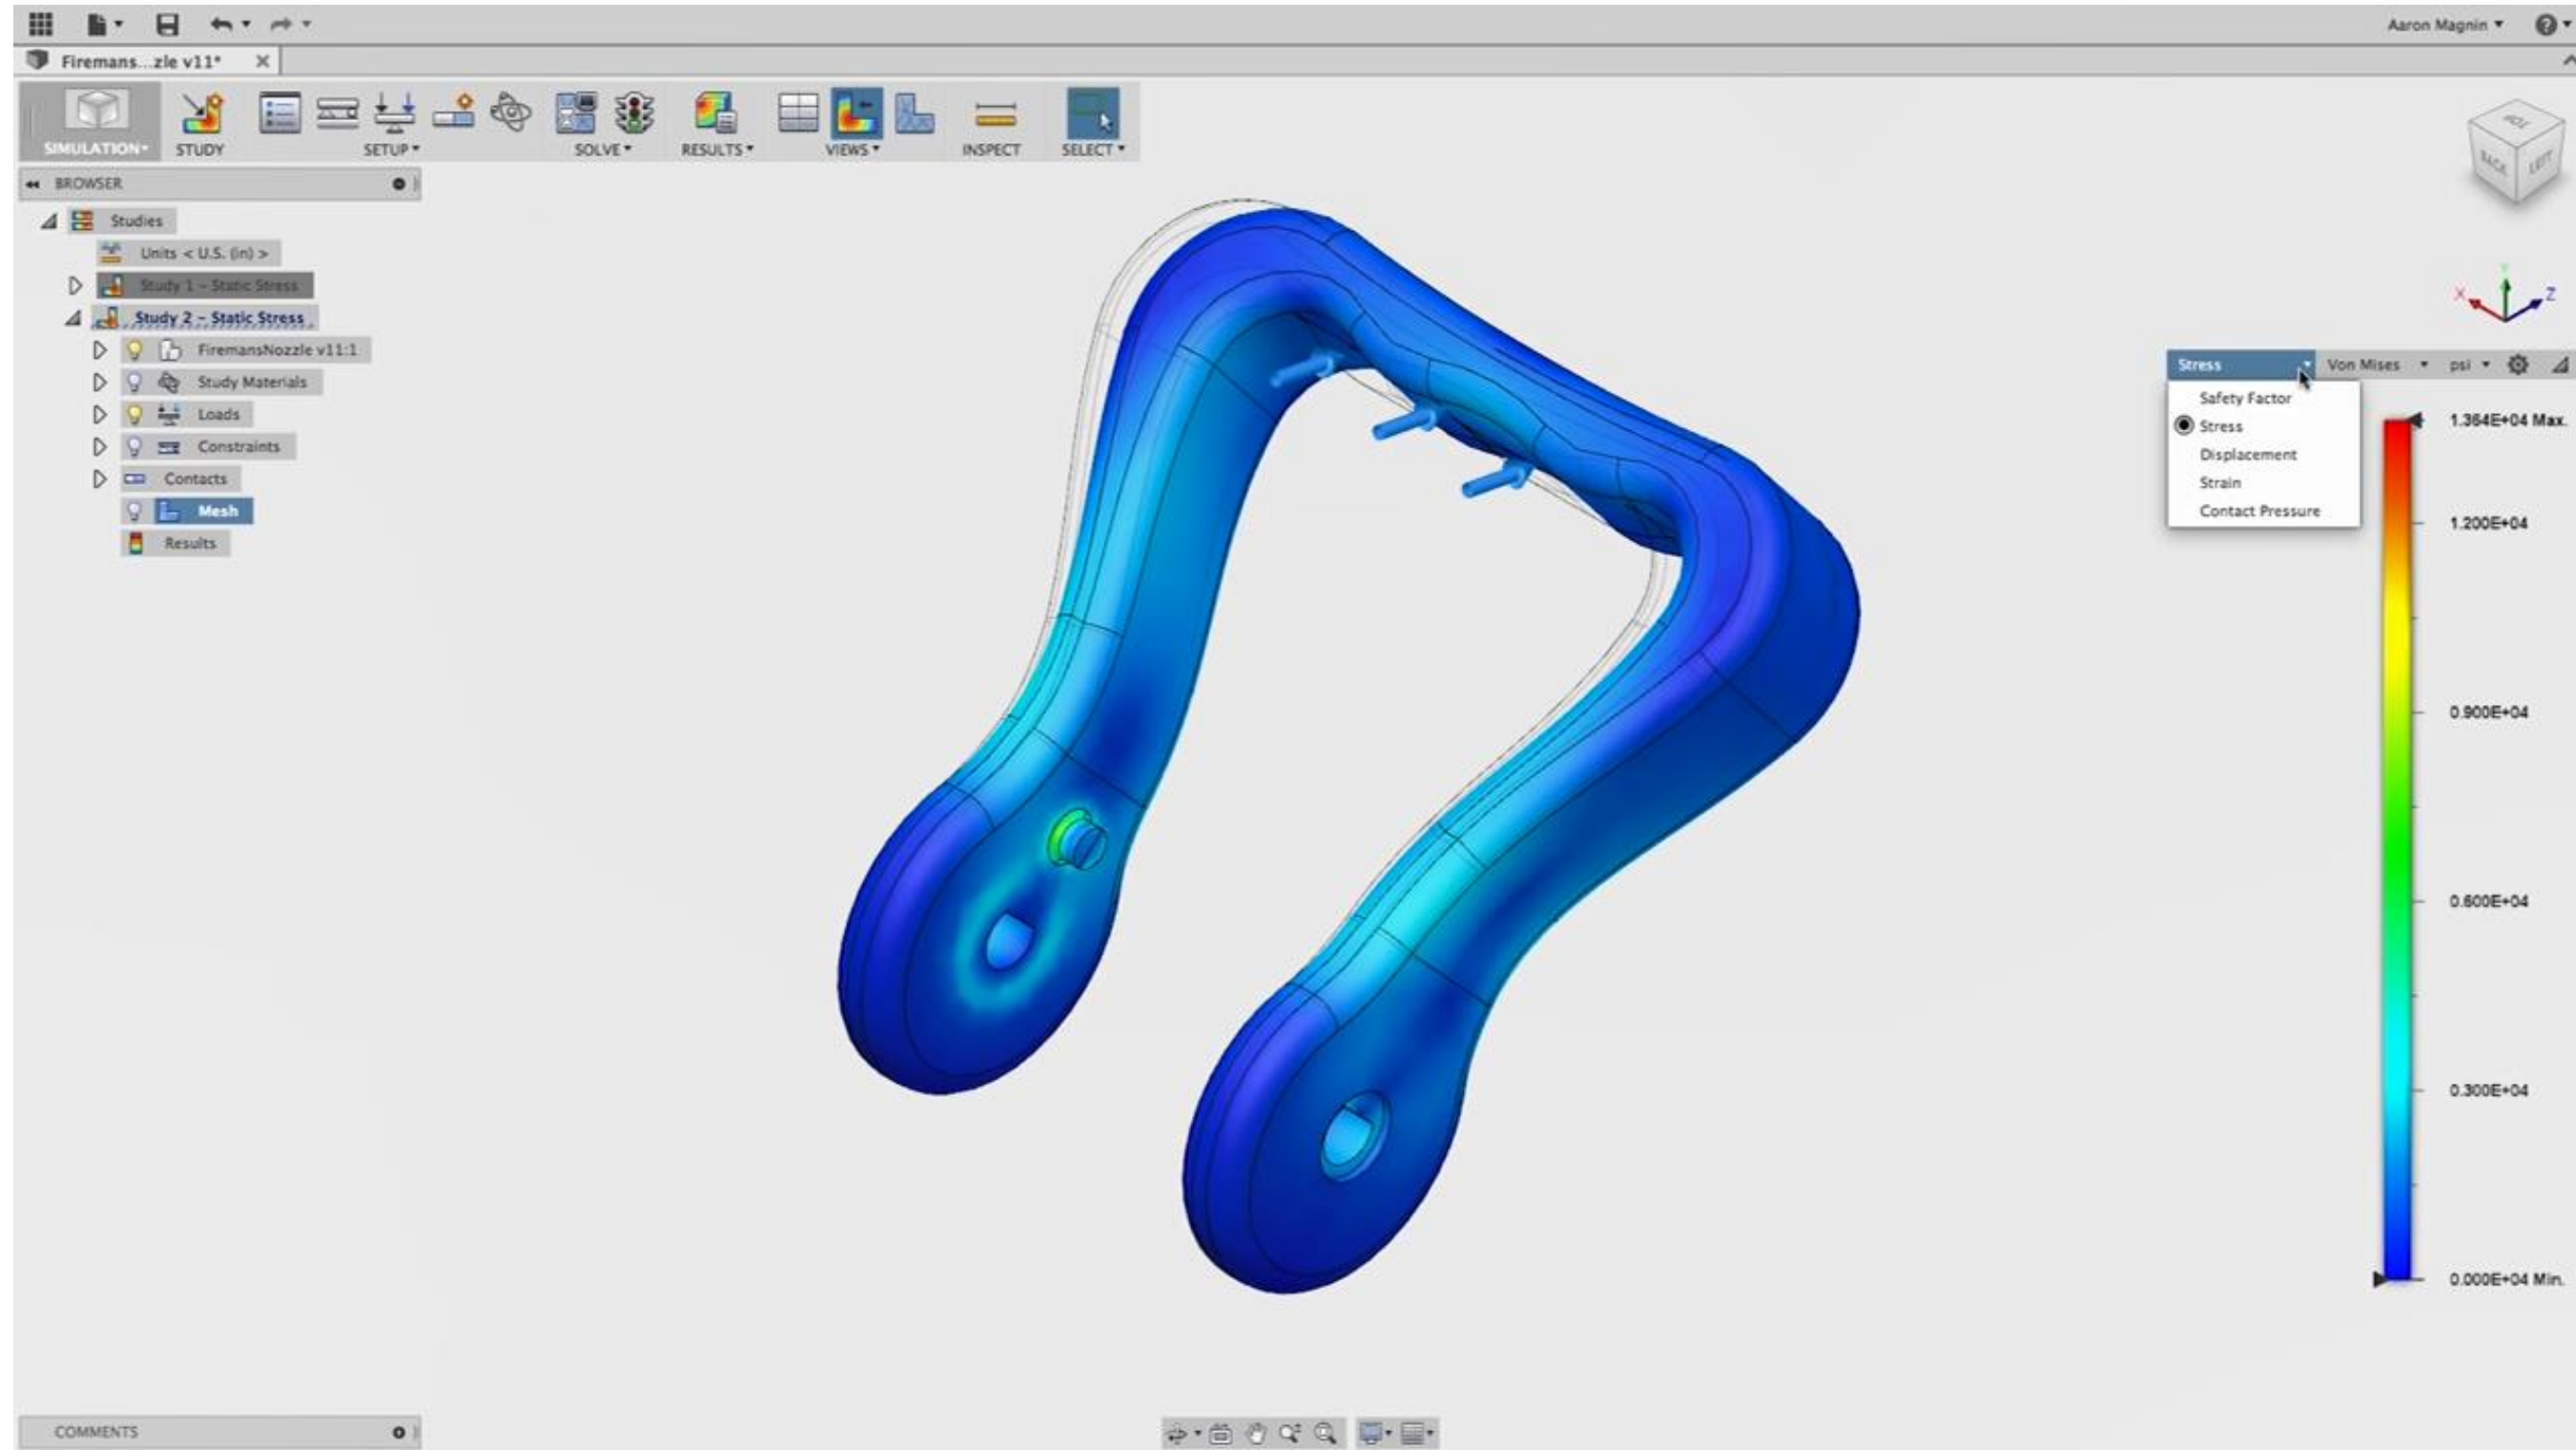 Aaron Magnin
Firemans...zle v11*
SIMULATION
STUDY
SETUP
SOLVE
RESULTS
VIEWS
INSPECT
SELECT
TOP
BACK
LEFT
BROWSER
Studies
Units < U.S. (in) >
Study 1 - Static Stress
Study 2 - Static Stress
FiremansNozzle v11:1
Study Materials
Loads
Constraints
Contacts
Mesh
Results
X
Y
Z
Stress
Von Mises
psi
Safety Factor
Stress
Displacement
Strain
Contact Pressure
1.364E+04 Max.
1.200E+04
0.900E+04
0.600E+04
0.300E+04
0.000E+04 Min.
COMMENTS